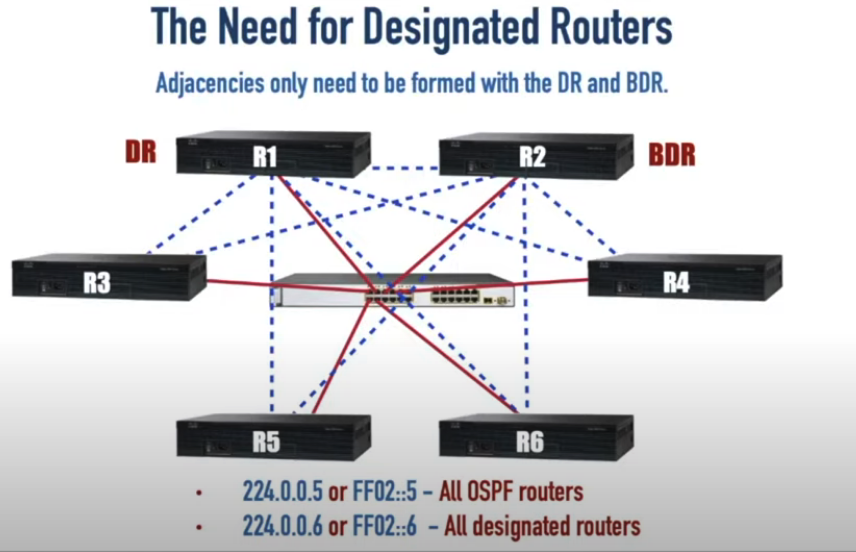 The Need for Designated Routers
Adjacencies only need to be formed with the DR and BDR.
DR
R1
R2
BDR
R3
R4
R5
R6
• 224.0.0.5 or FF02::5 – All OSPF routers
• 224.0.0.6 or FF02::6 – All designated routers